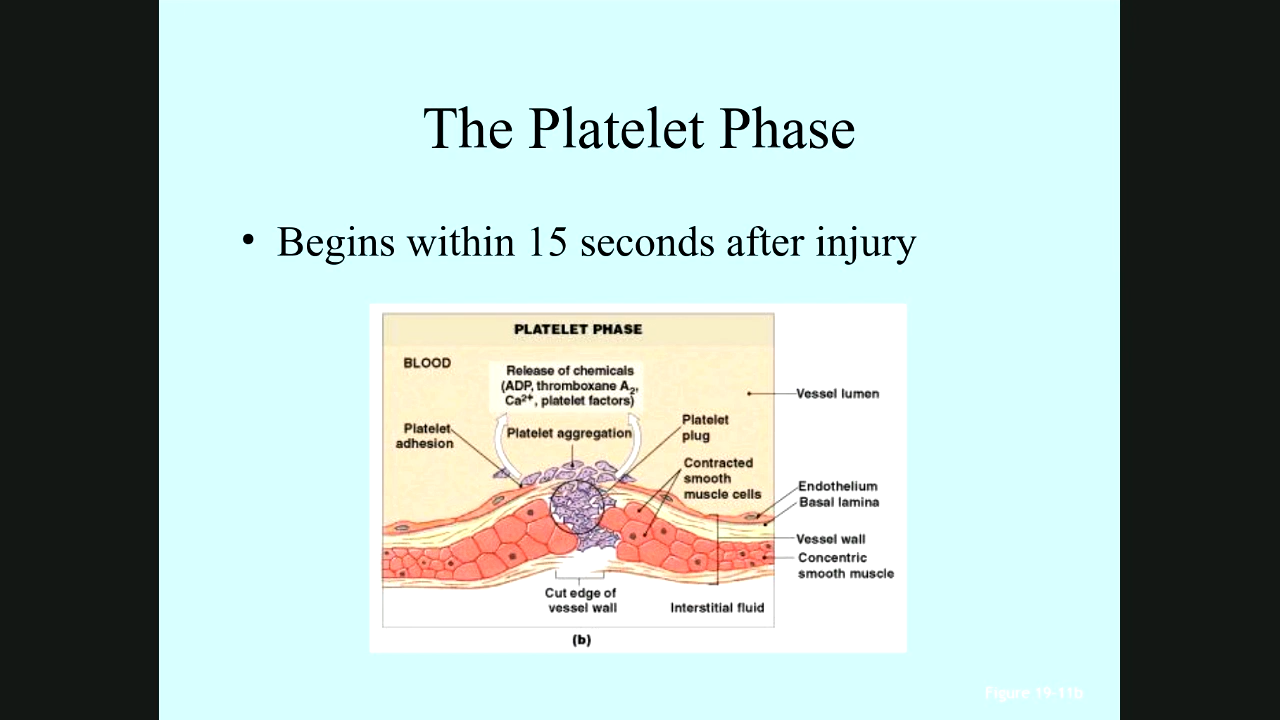 The Platelet Phase
• Begins within 15 seconds after injury
PLATELET PHASE
BLOOD
Release of chemicals
(ADP, thromboxane A2,
Ca2+, platelet factors)
Vessel lumen
Platelet
adhesion
Platelet aggregation
Platelet
plug
Contracted
smooth
muscle cells
Endothelium
Basal lamina
Vessel wall
Concentric
smooth muscle
Cut edge of
vessel wall
Interstitial fluid
(b)
Figure 19-11b